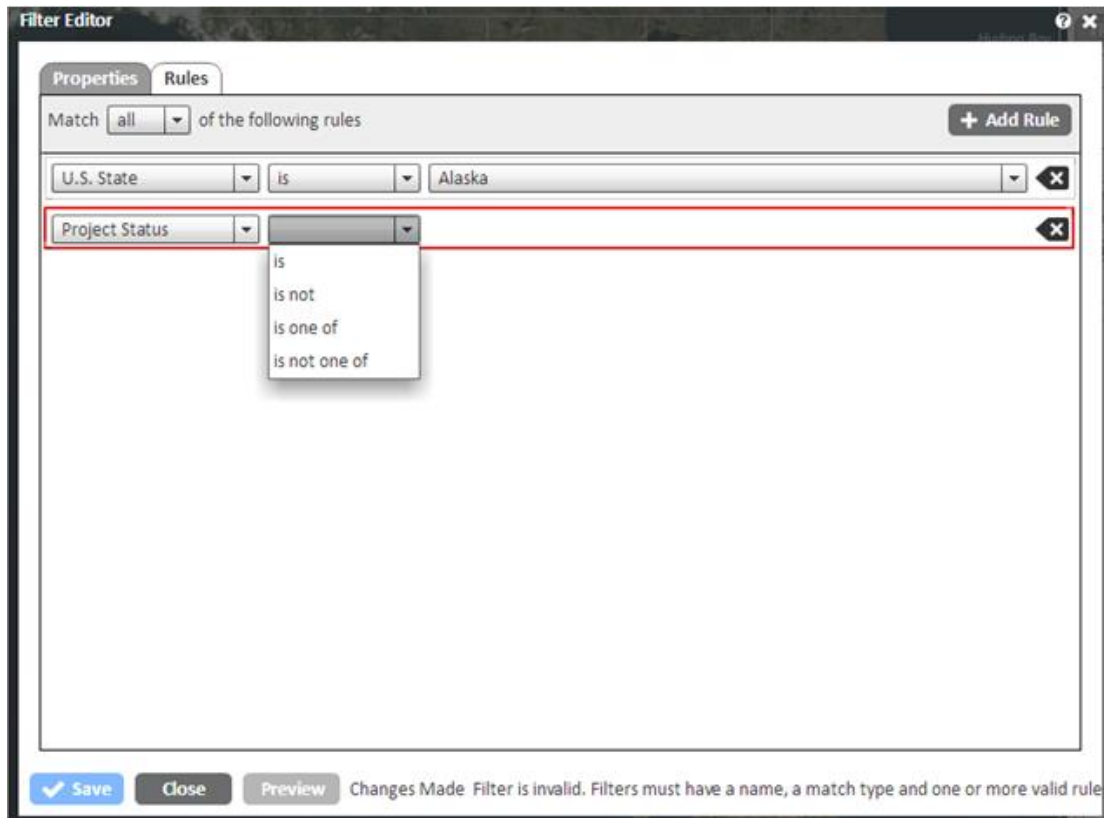 Filter Editor
Hudson Bay
Properties Rules
Match all of the following rules + Add Rule
U.S. State is Alaska
Project Status
is
is not
is one of
is not one of
Save Close Preview Changes Made Filter is invalid. Filters must have a name, a match type and one or more valid rule